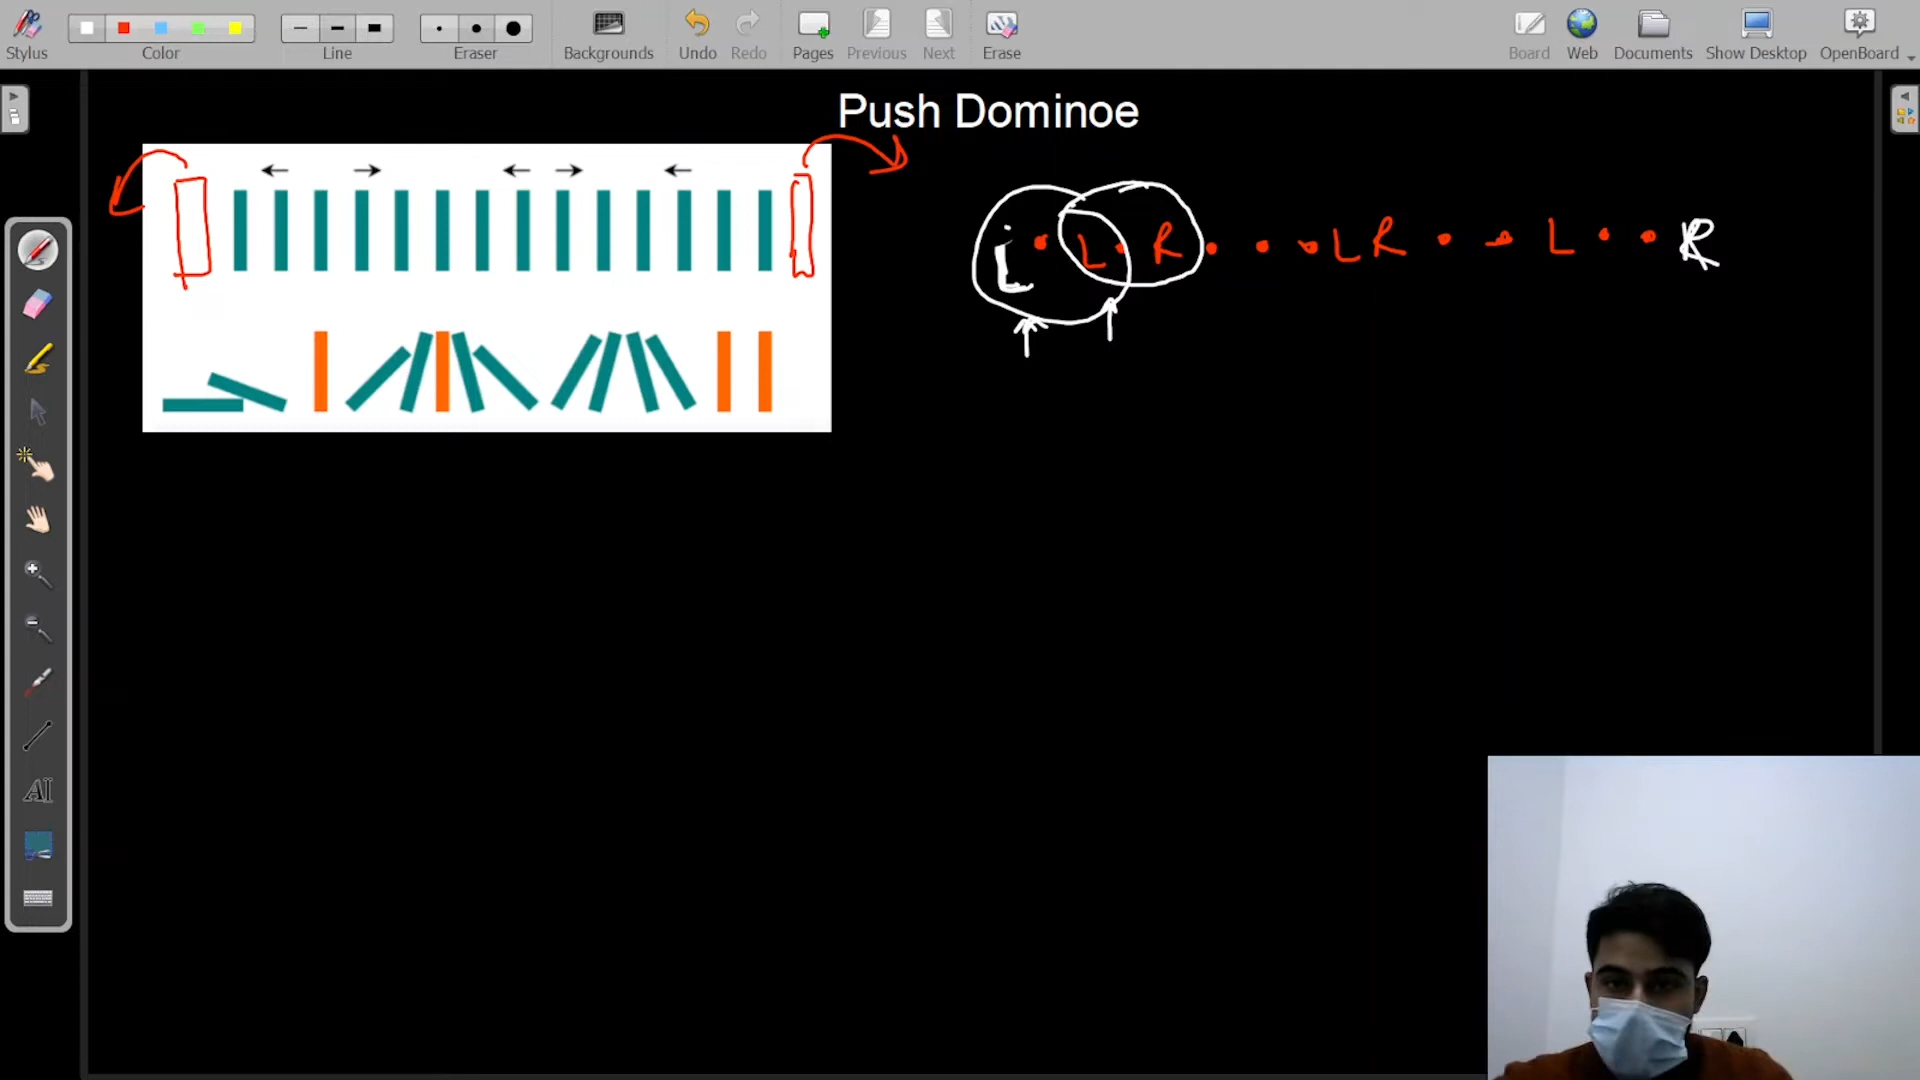 Stylus
Color
Line
Eraser
Backgrounds
Undo
Redo
Pages
Previous
Next
Erase
Board
Web
Documents
Show Desktop
OpenBoard
Push Dominoe
L . L . R . . . L R . . L . . R
AI